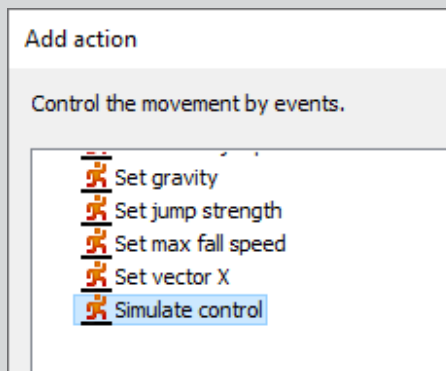 Add action
Control the movement by events.
Set gravity
Set jump strength
Set max fall speed
Set vector X
Simulate control